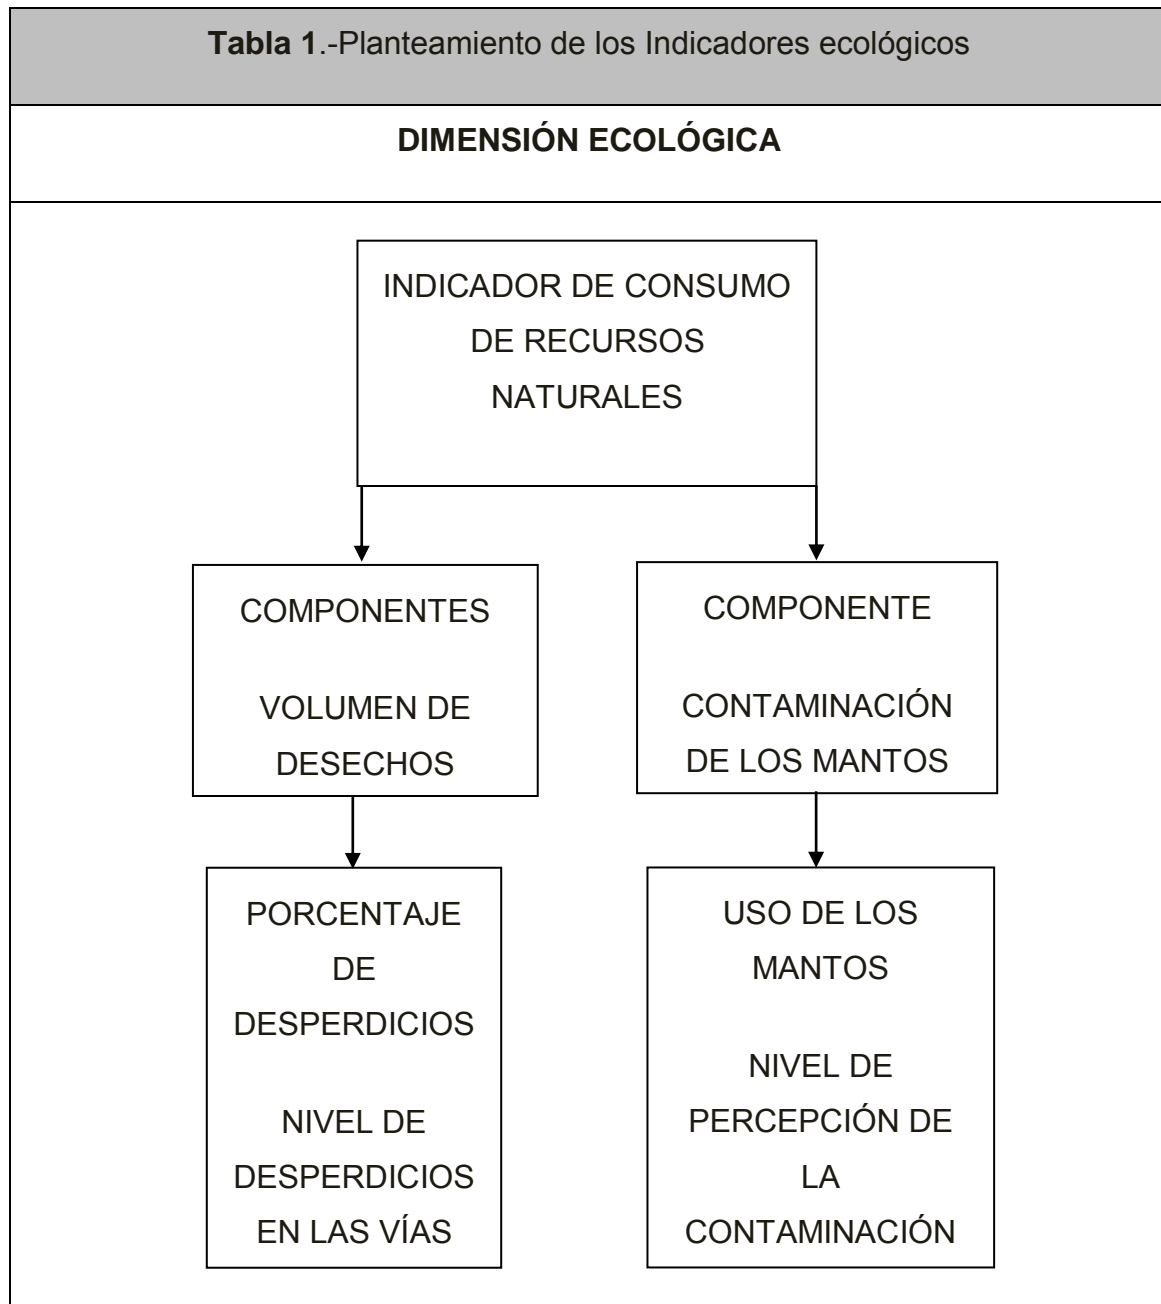 Tabla 1.-Planteamiento de los Indicadores ecológicos
DIMENSIÓN ECOLÓGICA
INDICADOR DE CONSUMO
DE RECURSOS
NATURALES
COMPONENTES
VOLUMEN DE
DESECHOS
COMPONENTE
CONTAMINACIÓN
DE LOS MANTOS
PORCENTAJE
DE
DESPERDICIOS
NIVEL DE
DESPERDICIOS
EN LAS VÍAS
USO DE LOS
MANTOS
NIVEL DE
PERCEPCIÓN DE
LA
CONTAMINACIÓN